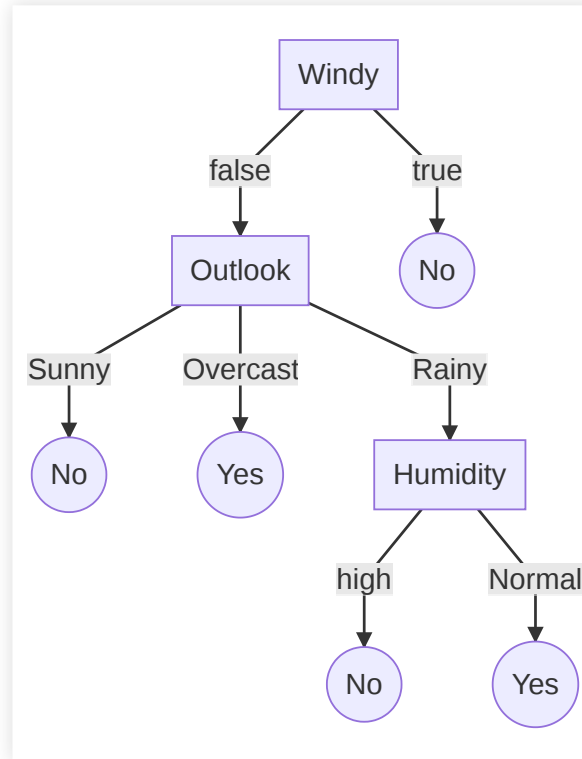 Windy
false
true
Outlook
No
Sunny
Overcast
Rainy
No
Yes
Humidity
high
Normal
No
Yes